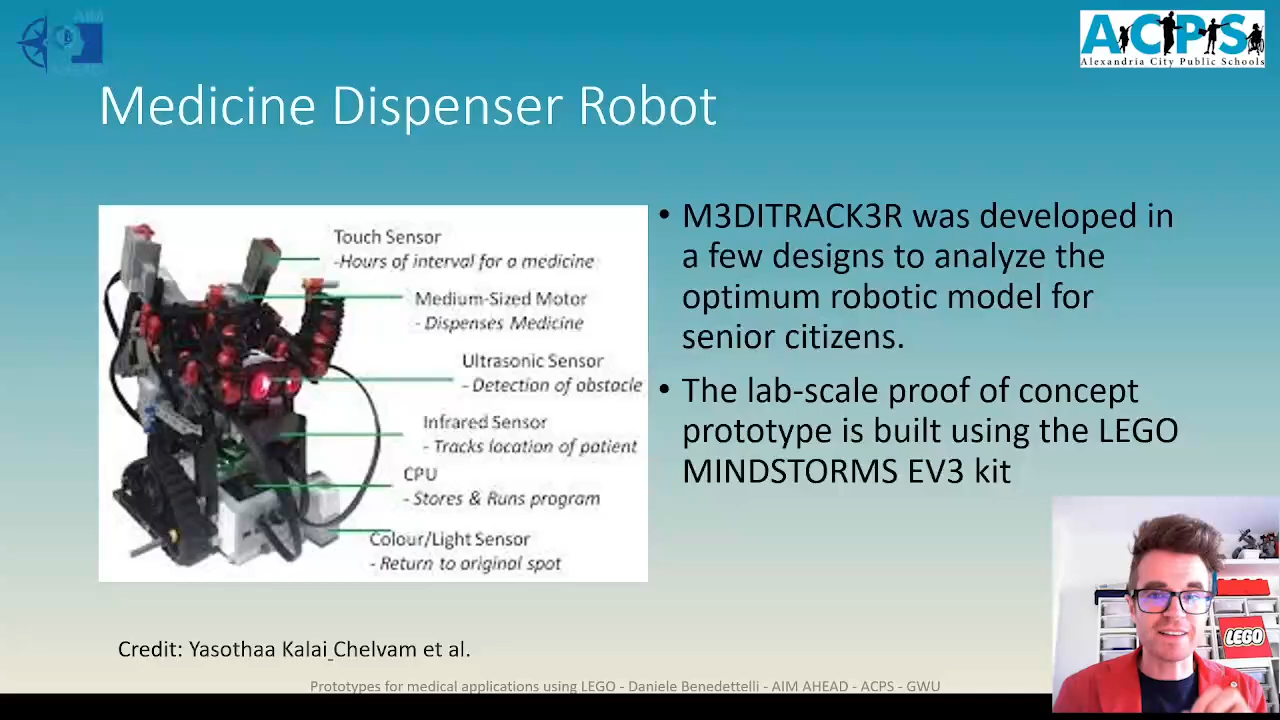 AIM
ACPS
Alexandria City Public Schools
Medicine Dispenser Robot
Touch Sensor
-Hours of interval for a medicine
Medium-Sized Motor
- Dispenses Medicine
Ultrasonic Sensor
- Detection of obstacle
Infrared Sensor
- Tracks location of patient
CPU
- Stores & Runs program
Colour/Light Sensor
- Return to original spot
• M3DITRACK3R was developed in
a few designs to analyze the
optimum robotic model for
senior citizens.
• The lab-scale proof of concept
prototype is built using the LEGO
MINDSTORMS EV3 kit
LEGO
Credit: Yasothaa Kalai Chelvam et al.
Prototypes for medical applications using LEGO - Daniele Benedettelli - AIM AHEAD - ACPS - GWU